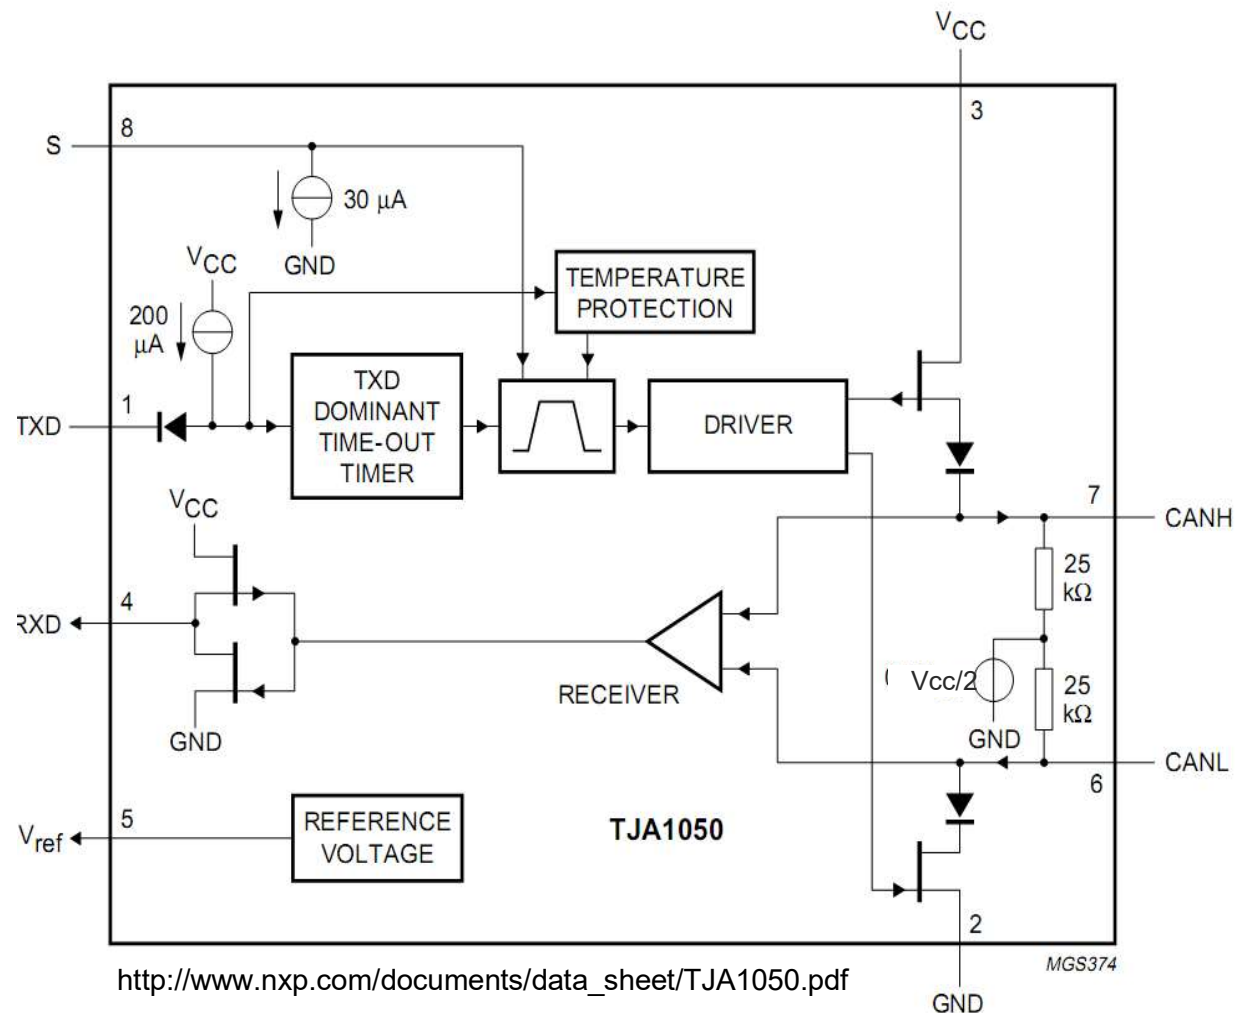 VCC
3
8
S
30 µA
GND
VCC
TEMPERATURE
PROTECTION
200
µA
1
TXD
TXD
DOMINANT
TIME-OUT
TIMER
DRIVER
7
CANH
VCC
25
kΩ
4
RXD
RECEIVER
Vcc/2
25
kΩ
GND
GND
CANL
6
5
Vref
REFERENCE
VOLTAGE
TJA1050
2
MGS374
http://www.nxp.com/documents/data_sheet/TJA1050.pdf
GND